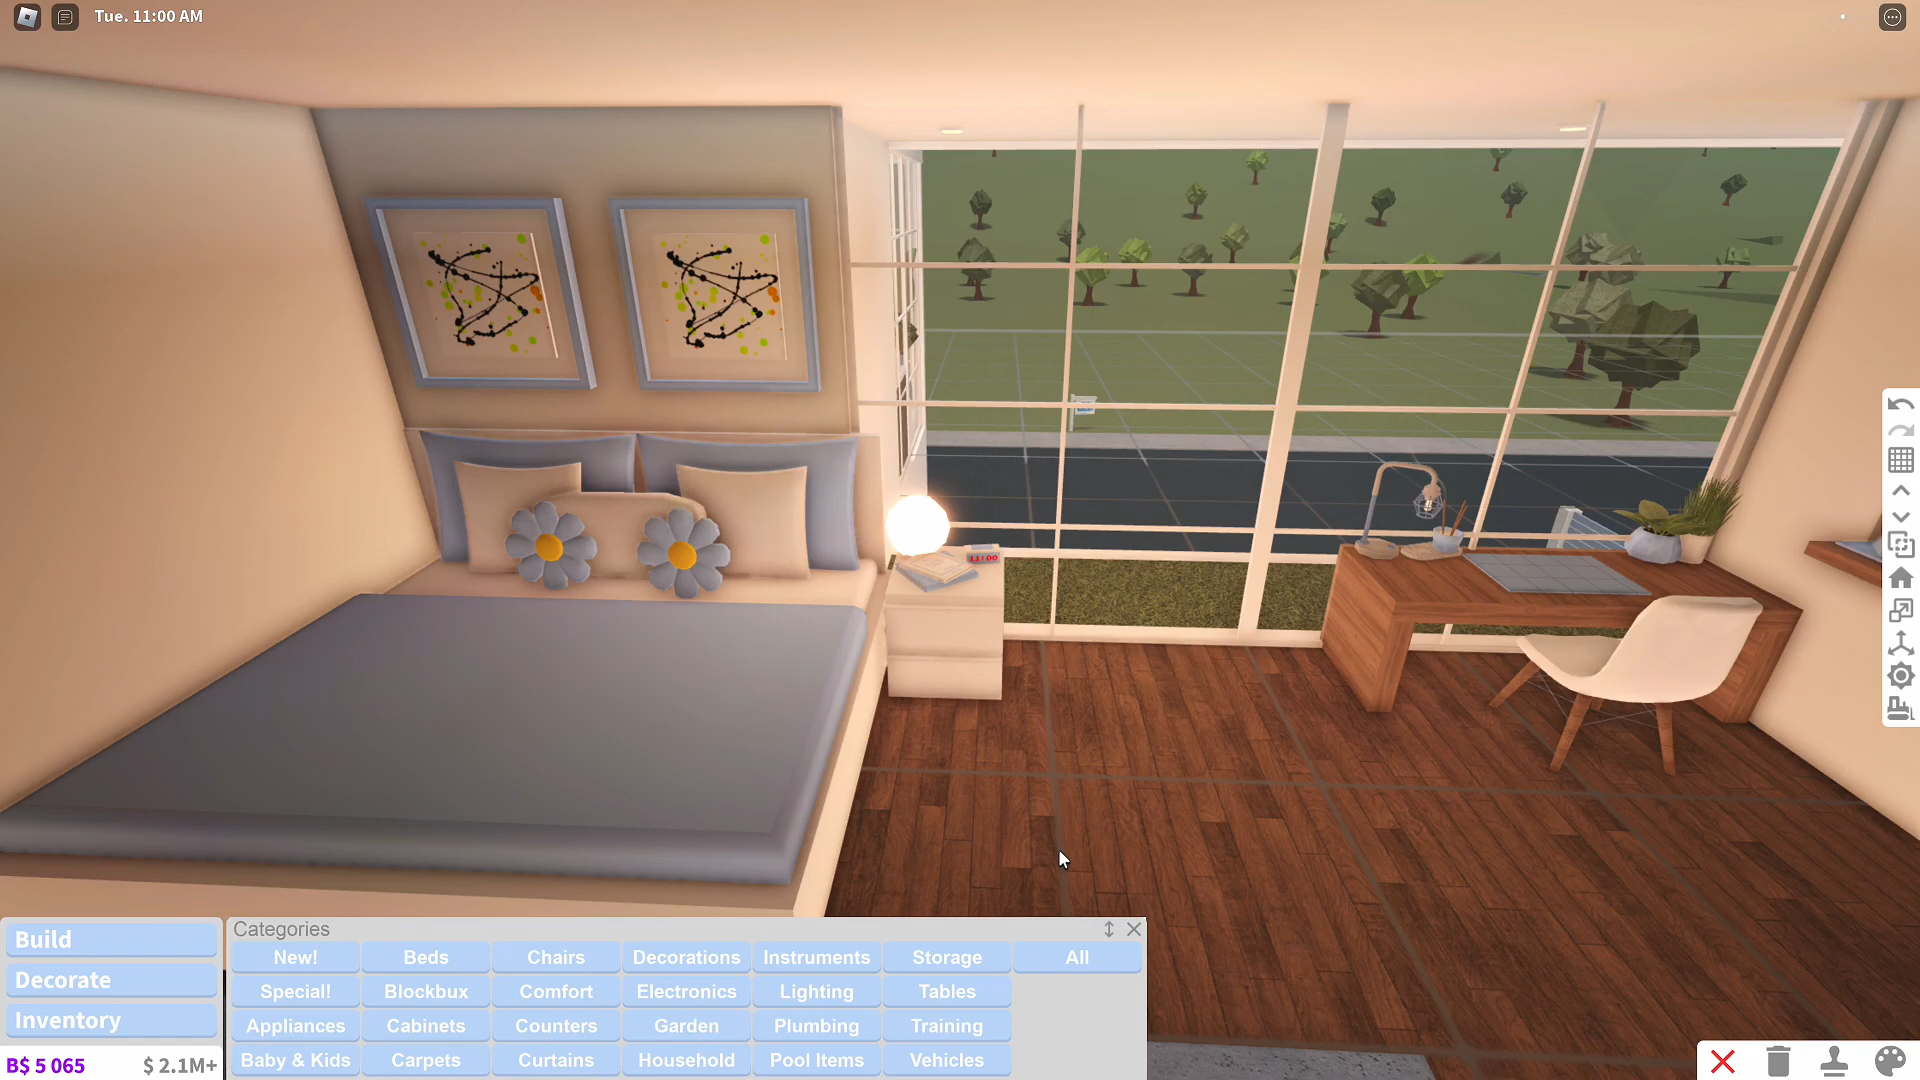 Tue. 11:00 AM
11:00
Build
Decorate
Inventory
B$ 5 065 $ 2.1M+
Categories
New! Beds Chairs Decorations Instruments Storage All
Special! Blockbux Comfort Electronics Lighting Tables
Appliances Cabinets Counters Garden Plumbing Training
Baby & Kids Carpets Curtains Household Pool Items Vehicles